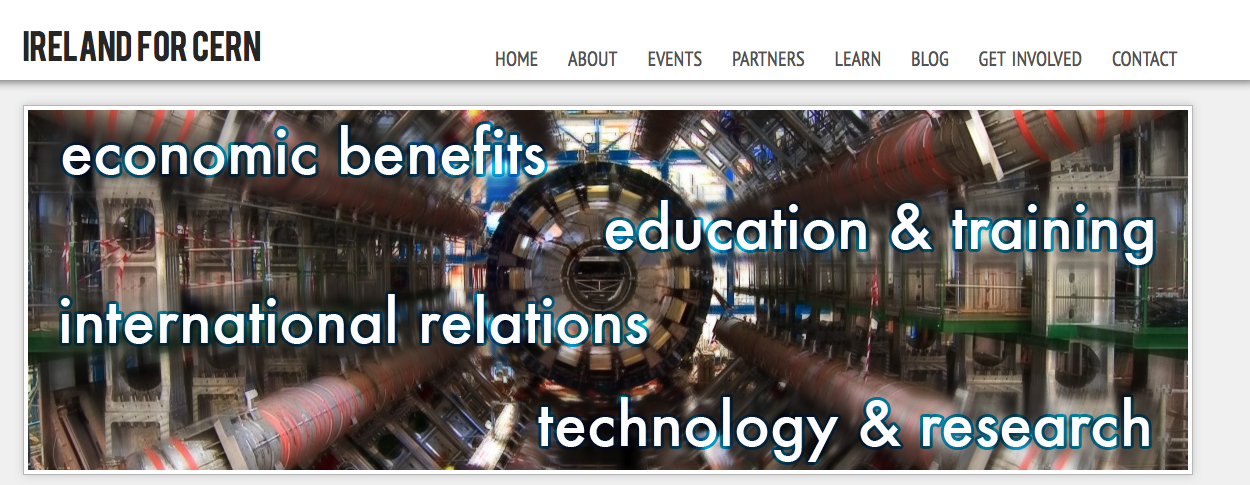 IRELAND FOR CERN
HOME ABOUT EVENTS PARTNERS LEARN BLOG GET INVOLVED CONTACT
economic benefits
education & training
international relations
technology & research